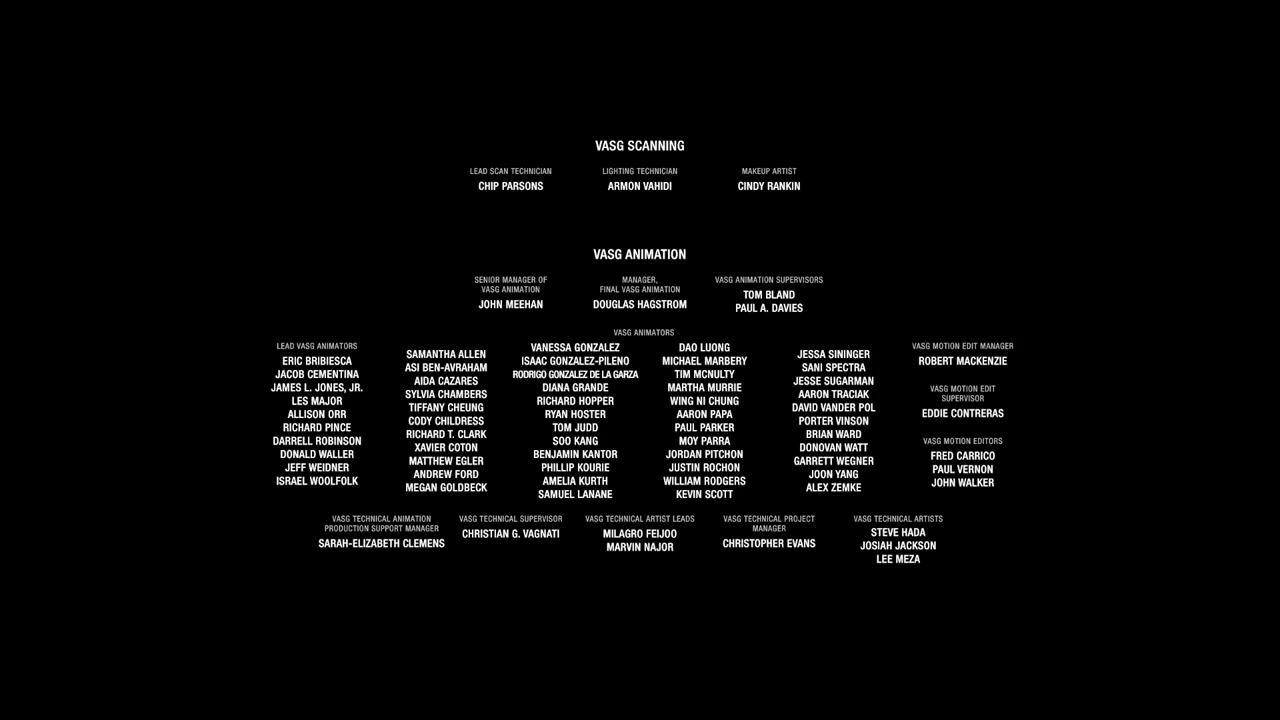 VASG SCANNING
LEAD SCAN TECHNICIAN
CHIP PARSONS
LIGHTING TECHNICIAN
ARMON VAHIDI
MAKEUP ARTIST
CINDY RANKIN
VASG ANIMATION
SENIOR MANAGER OF
VASG ANIMATION
JOHN MEEHAN
MANAGER,
FINAL VASG ANIMATION
DOUGLAS HAGSTROM
VASG ANIMATION SUPERVISORS
TOM BLAND
PAUL A. DAVIES
LEAD VASG ANIMATORS
ERIC BRIBIESCA
JACOB CEMENTINA
JAMES L. JONES, JR.
LES MAJOR
ALLISON ORR
RICHARD PINCE
DARRELL ROBINSON
DONALD WALLER
JEFF WEIDNER
ISRAEL WOOLFOLK
VASG ANIMATORS
SAMANTHA ALLEN
ASI BEN-AVRAHAM
AIDA CAZARES
SYLVIA CHAMBERS
TIFFANY CHEUNG
CODY CHILDRESS
RICHARD T. CLARK
XAVIER COTON
MATTHEW EGLER
ANDREW FORD
MEGAN GOLDBECK
VANESSA GONZALEZ
ISAAC GONZALEZ-PILENO
RODRIGO GONZALEZ DE LA GARZA
DIANA GRANDE
RICHARD HOPPER
RYAN HOSTER
TOM JUDD
SOO KANG
BENJAMIN KANTOR
PHILLIP KOURIE
AMELIA KURTH
SAMUEL LANANE
DAO LUONG
MICHAEL MARBERY
TIM MCNULTY
MARTHA MURRIE
WING NI CHUNG
AARON PAPA
PAUL PARKER
MOY PARRA
JORDAN PITCHON
JUSTIN ROCHON
WILLIAM RODGERS
KEVIN SCOTT
JESSA SININGER
SANI SPECTRA
JESSE SUGARMAN
AARON TRACIAK
DAVID VANDER POL
PORTER VINSON
BRIAN WARD
DONOVAN WATT
GARRETT WEGNER
JOON YANG
ALEX ZEMKE
VASG MOTION EDIT MANAGER
ROBERT MACKENZIE
VASG MOTION EDIT
SUPERVISOR
EDDIE CONTRERAS
VASG MOTION EDITORS
FRED CARRICO
PAUL VERNON
JOHN WALKER
VASG TECHNICAL ANIMATION
PRODUCTION SUPPORT MANAGER
SARAH-ELIZABETH CLEMENS
VASG TECHNICAL SUPERVISOR
CHRISTIAN G. VAGNATI
VASG TECHNICAL ARTIST LEADS
MILAGRO FEIJOO
MARVIN NAJOR
VASG TECHNICAL PROJECT
MANAGER
CHRISTOPHER EVANS
VASG TECHNICAL ARTISTS
STEVE HADA
JOSIAH JACKSON
LEE MEZA